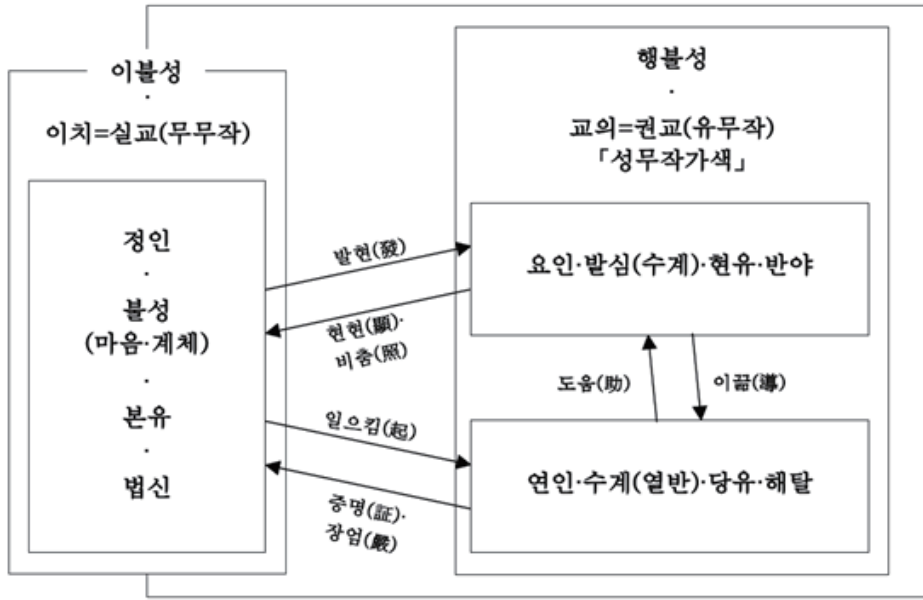 이불성
·
이치=실교(무무작)
정인
·
불성
(마음·계체)
·
본유
·
법신
발현(發)
현현(顯)·
비춤(照)
일으킴(起)
증명(証)·
장엄(嚴)
행불성
·
교의=권교(유무작)
「성무작가색」
요인·발심(수계)·현유·반야
도움(助)
이끎(導)
연인·수계(열반)·당유·해탈